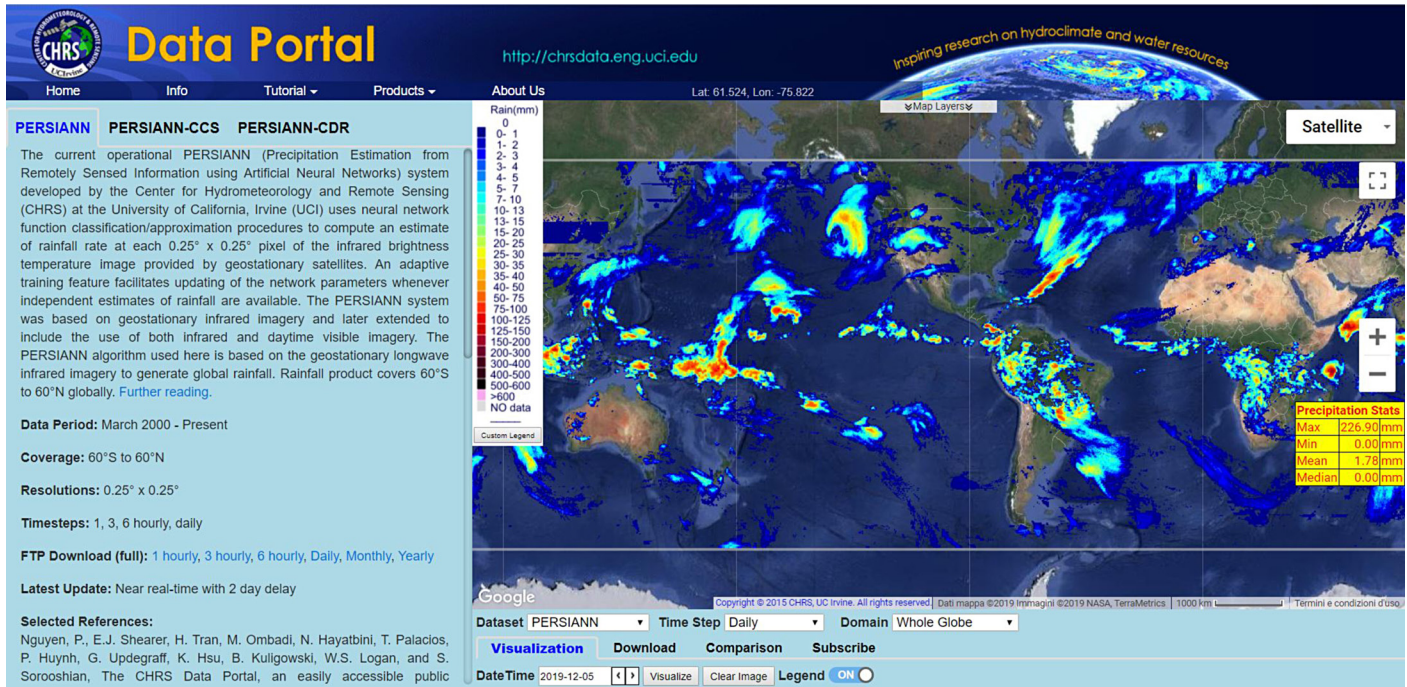 CENTER FOR HYDROMETEOROLOGY & REMOTE SENSING
CHRS
UCIrvine
Data Portal
http://chrsdata.eng.uci.edu
Inspiring research on hydroclimate and water resources
Home Info Tutorial Products About Us Lat: 61.524, Lon: -75.822
PERSIANN PERSIANN-CCS PERSIANN-CDR
The current operational PERSIANN (Precipitation Estimation from
Remotely Sensed Information using Artificial Neural Networks) system
developed by the Center for Hydrometeorology and Remote Sensing
(CHRS) at the University of California, Irvine (UCI) uses neural network
function classification/approximation procedures to compute an estimate
of rainfall rate at each 0.25° x 0.25° pixel of the infrared brightness
temperature image provided by geostationary satellites. An adaptive
training feature facilitates updating of the network parameters whenever
independent estimates of rainfall are available. The PERSIANN system
was based on geostationary infrared imagery and later extended to
include the use of both infrared and daytime visible imagery. The
PERSIANN algorithm used here is based on the geostationary longwave
infrared imagery to generate global rainfall. Rainfall product covers 60°S
to 60°N globally. Further reading.
Data Period: March 2000 - Present
Coverage: 60°S to 60°N
Resolutions: 0.25° x 0.25°
Timesteps: 1, 3, 6 hourly, daily
FTP Download (full): 1 hourly, 3 hourly, 6 hourly, Daily, Monthly, Yearly
Latest Update: Near real-time with 2 day delay
Selected References:
Nguyen, P., E.J. Shearer, H. Tran, M. Ombadi, N. Hayatbini, T. Palacios,
P. Huynh, G. Updegraff, K. Hsu, B. Kuligowski, W.S. Logan, and S.
Sorooshian, The CHRS Data Portal, an easily accessible public
Rain(mm)
0
0- 1
1- 2
2- 3
3- 4
4- 5
5- 7
7- 10
10- 13
13- 15
15- 20
20- 25
25- 30
30- 35
35- 40
40- 50
50- 75
75-100
100-125
125-150
150-200
200-300
300-400
400-500
500-600
>600
NO data
Custom Legend
Map Layers
Satellite
+
−
Precipitation Stats
Max 226.90 mm
Min 0.00 mm
Mean 1.78 mm
Median 0.00 mm
Google
Copyright © 2015 CHRS, UC Irvine. All rights reserved. Dati mappa ©2019 Immagini ©2019 NASA, TerraMetrics 1000 km Termini e condizioni d'uso
Dataset PERSIANN Time Step Daily Domain Whole Globe
Visualization Download Comparison Subscribe
DateTime 2019-12-05 ‹ › Visualize Clear Image Legend ON